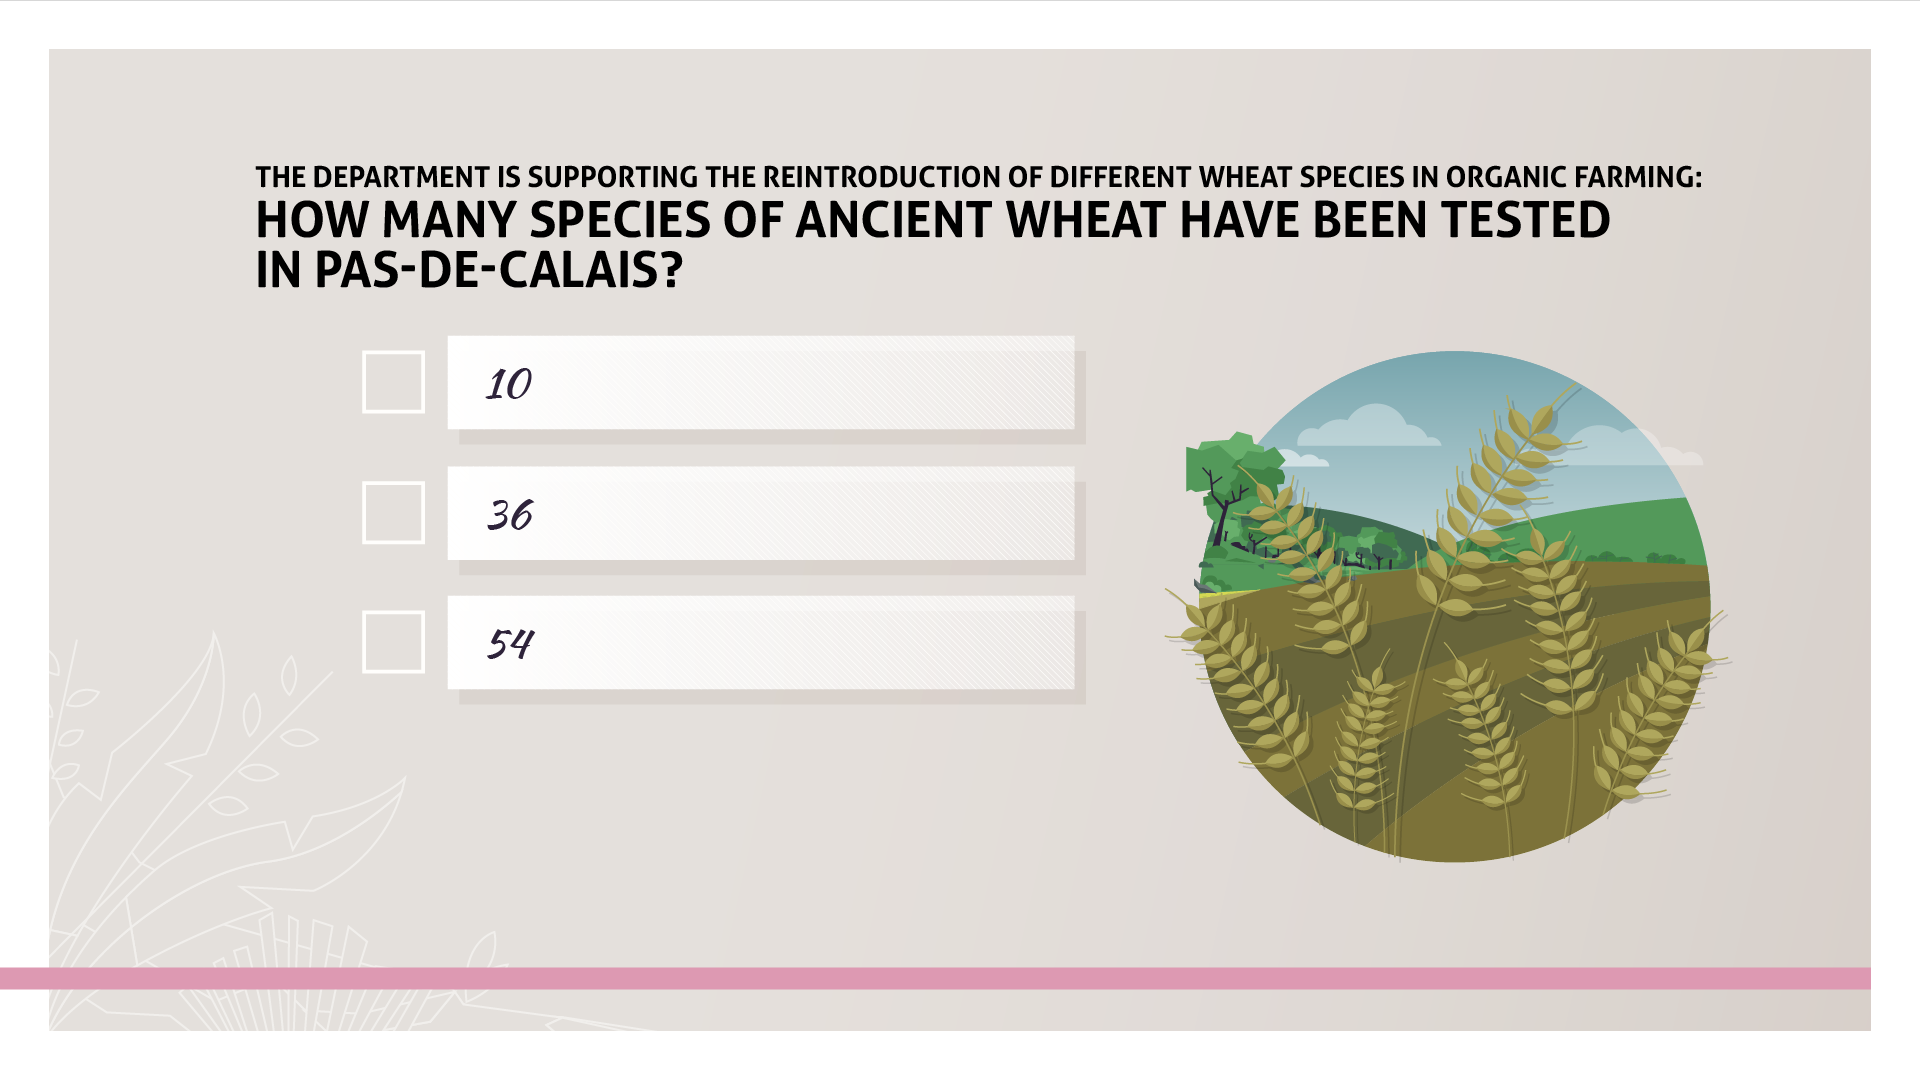 THE DEPARTMENT IS SUPPORTING THE REINTRODUCTION OF DIFFERENT WHEAT SPECIES IN ORGANIC FARMING:
HOW MANY SPECIES OF ANCIENT WHEAT HAVE BEEN TESTED
IN PAS-DE-CALAIS?
10
36
54